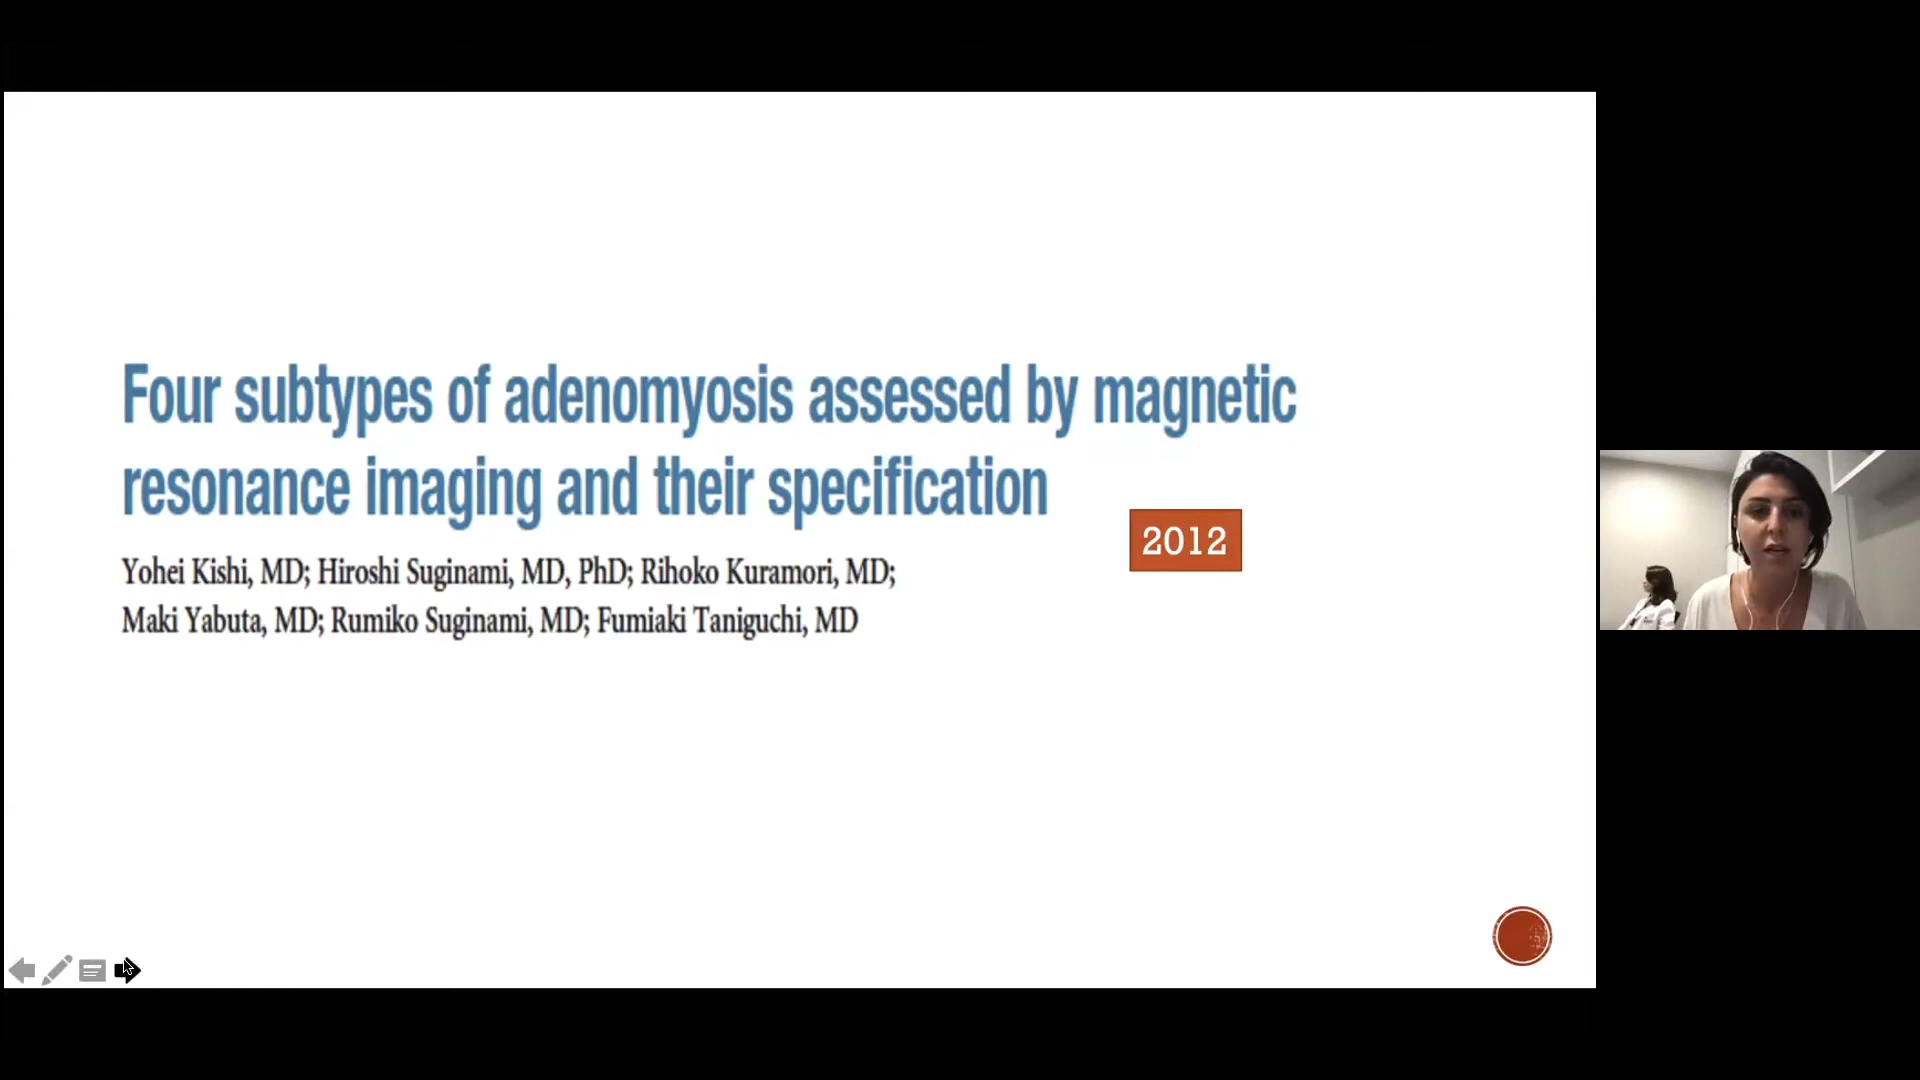 Four subtypes of adenomyosis assessed by magnetic
resonance imaging and their specification
2012
Yohei Kishi, MD; Hiroshi Suginami, MD, PhD; Rihoko Kuramori, MD;
Maki Yabuta, MD; Rumiko Suginami, MD; Fumiaki Taniguchi, MD